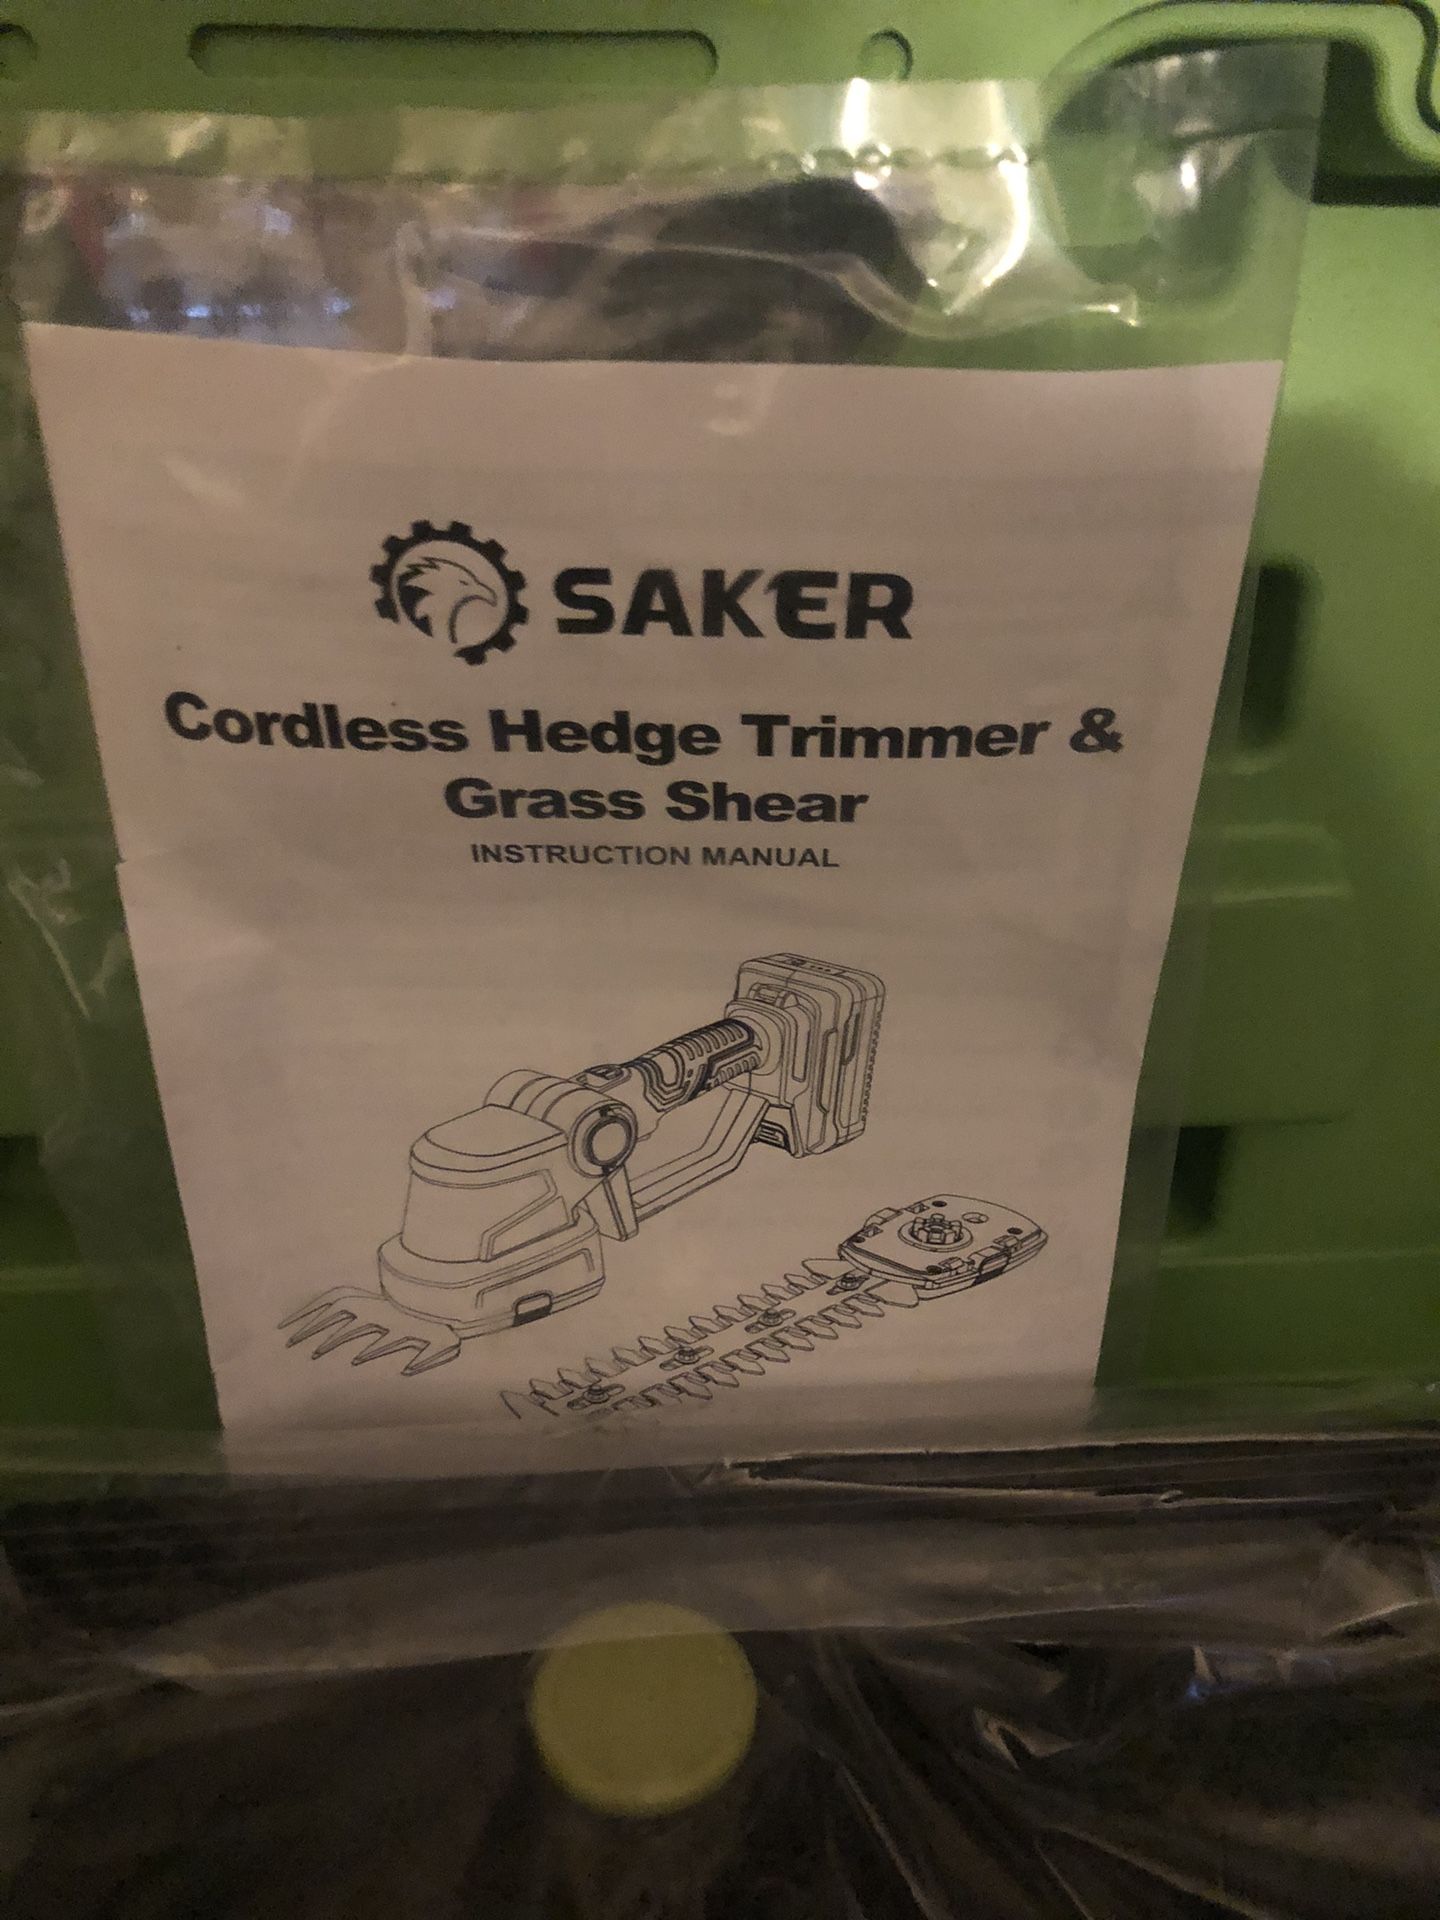 SAKER
Cordless Hedge Trimmer &
Grass Shear
INSTRUCTION MANUAL